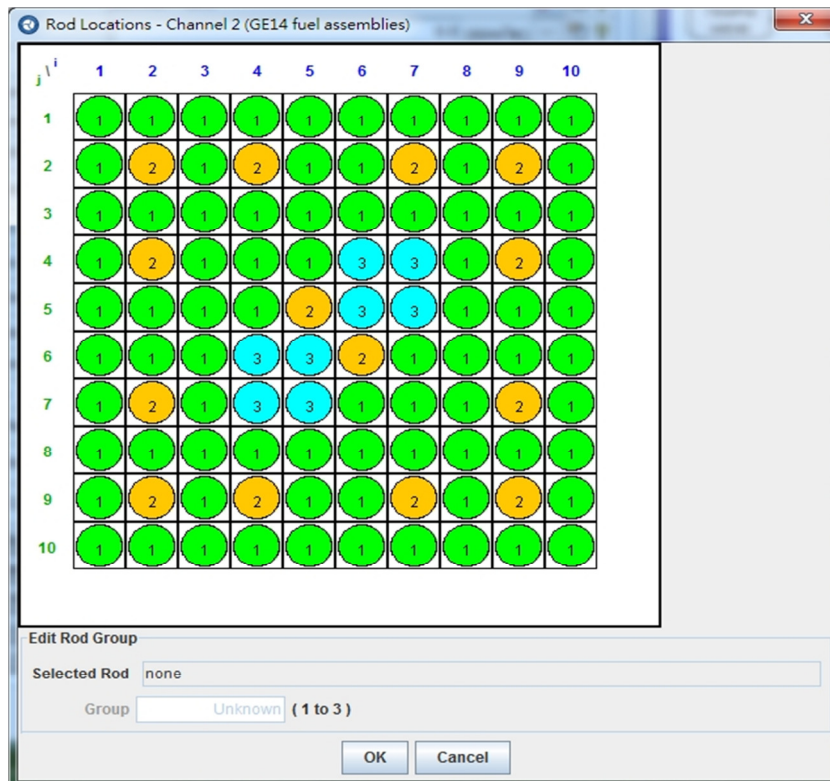 Rod Locations - Channel 2 (GE14 fuel assemblies)
j \ i 1 2 3 4 5 6 7 8 9 10
1 1 1 1 1 1 1 1 1 1 1
2 1 2 1 2 1 1 2 1 2 1
3 1 1 1 1 1 1 1 1 1 1
4 1 2 1 1 1 3 3 1 2 1
5 1 1 1 1 2 3 3 1 1 1
6 1 1 1 3 3 2 1 1 1 1
7 1 2 1 3 3 1 1 1 2 1
8 1 1 1 1 1 1 1 1 1 1
9 1 2 1 2 1 1 2 1 2 1
10 1 1 1 1 1 1 1 1 1 1
Edit Rod Group
Selected Rod none
Group Unknown ( 1 to 3 )
OK Cancel